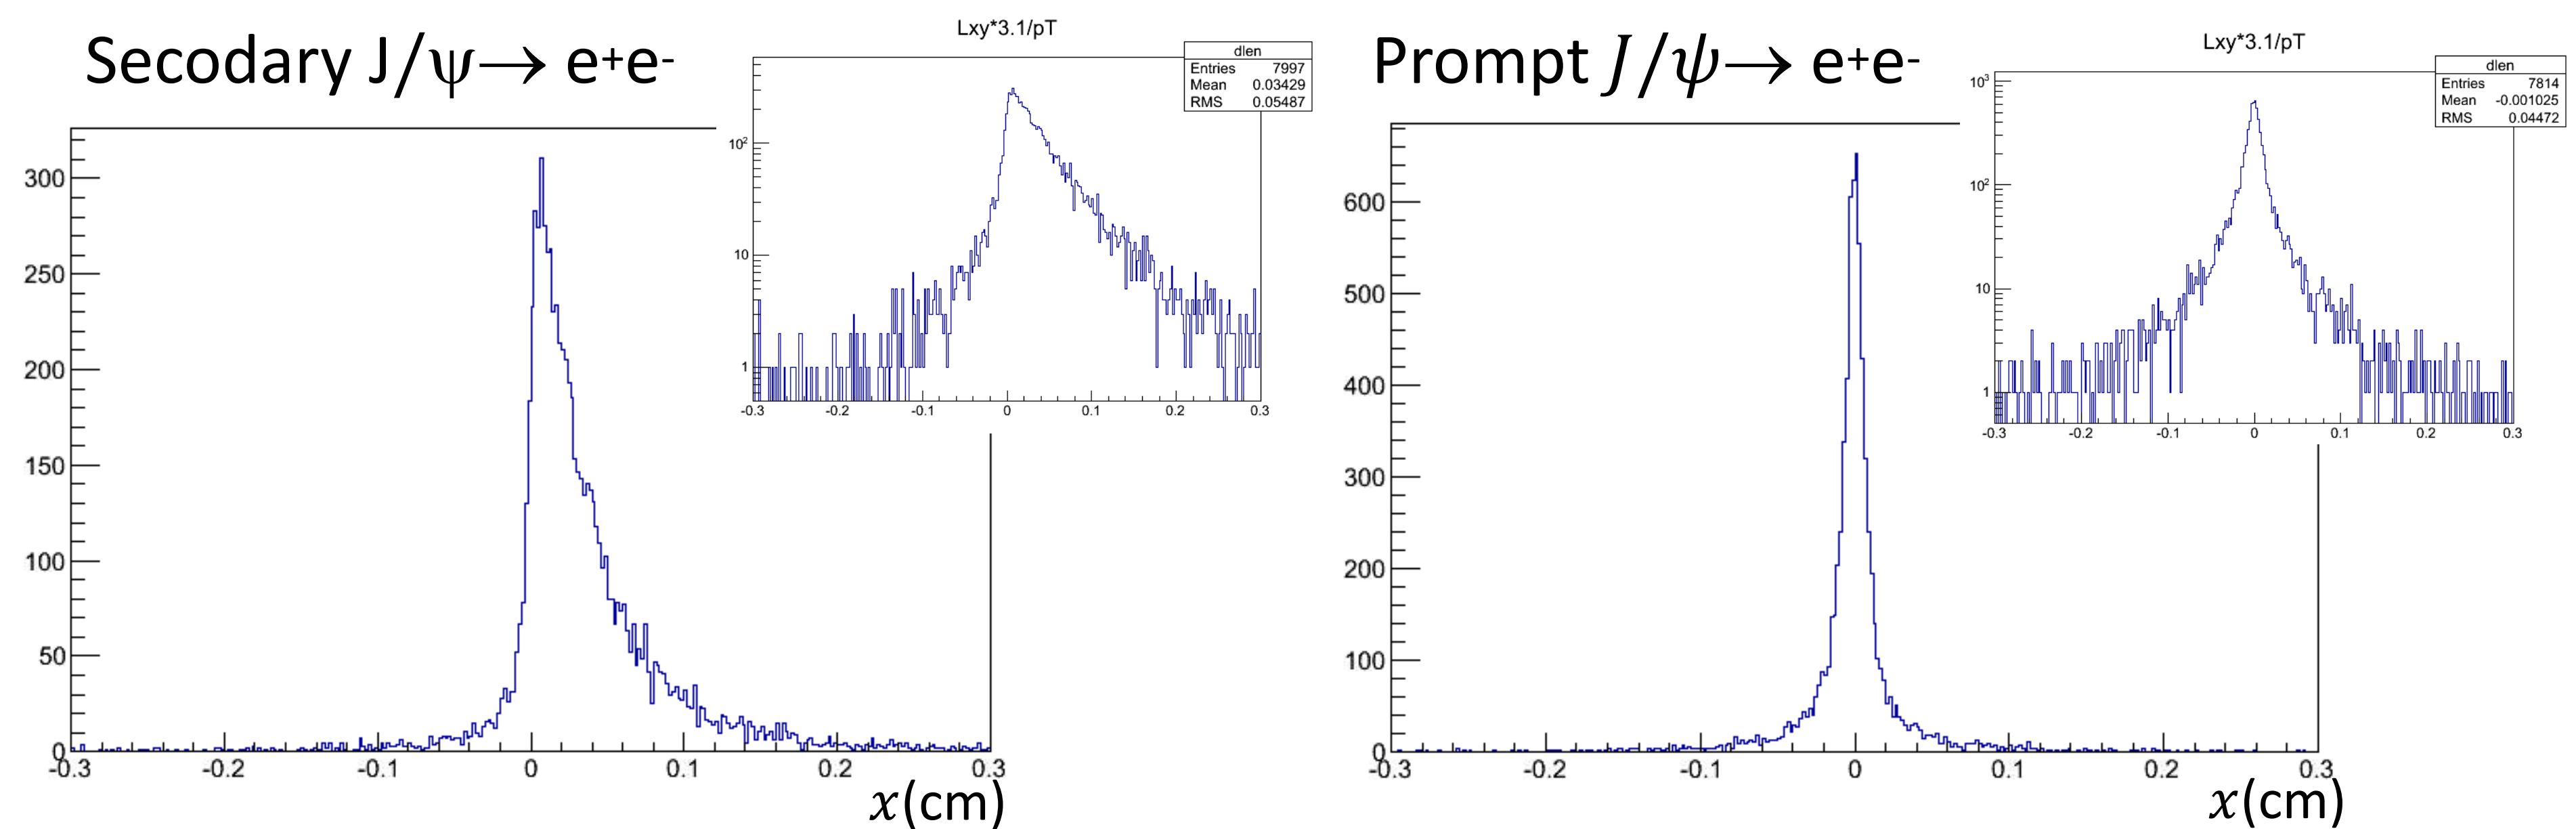 Secodary J/ψ→ e+e-
Lxy*3.1/pT
dlen
Entries 7997
Mean 0.03429
RMS 0.05487
10²
10
1
-0.3 -0.2 -0.1 0 0.1 0.2 0.3
300
250
200
150
100
50
0
-0.3 -0.2 -0.1 0 0.1 0.2 0.3
x(cm)
Prompt J/ψ→ e+e-
Lxy*3.1/pT
dlen
Entries 7814
Mean -0.001025
RMS 0.04472
10³
10²
10
1
-0.3 -0.2 -0.1 0 0.1 0.2 0.3
600
500
400
300
200
100
0
-0.3 -0.2 -0.1 0 0.1 0.2 0.3
x(cm)